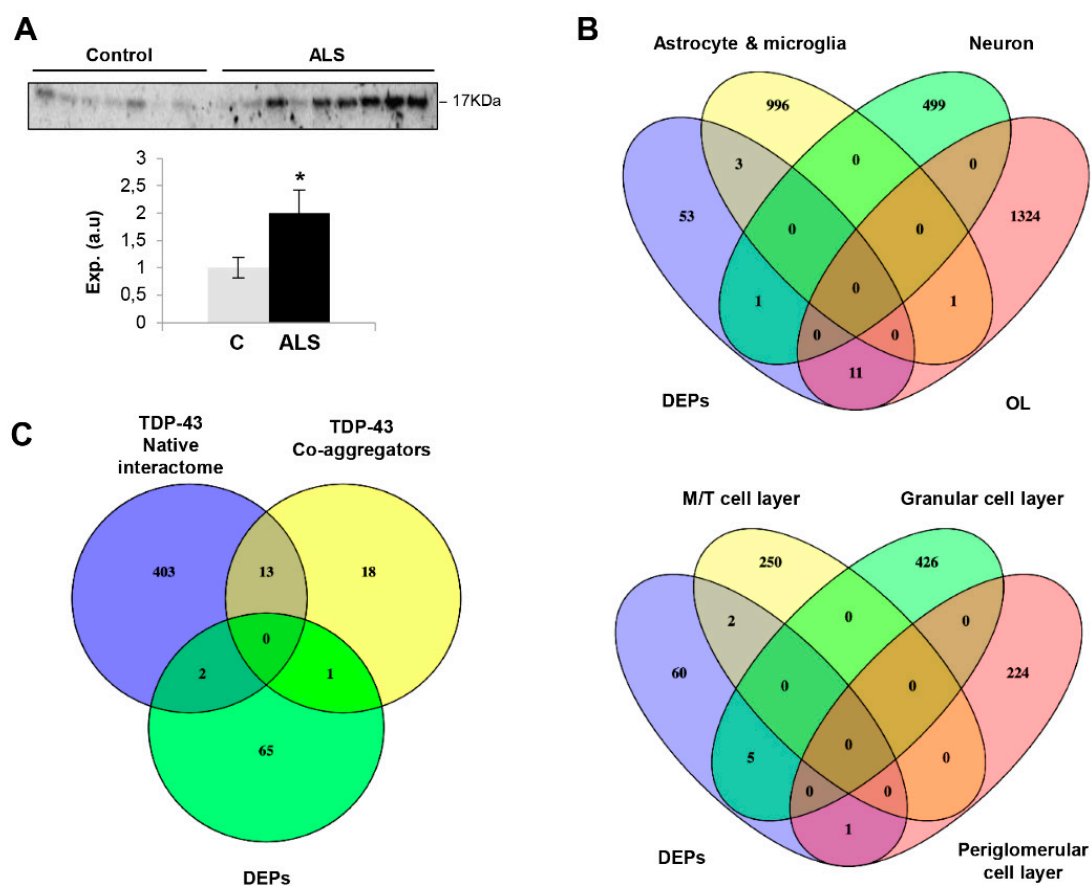 A
Control ALS
– 17KDa
3
2,5
2
1,5
1
0,5
0
Exp. (a.u)
*
C ALS
B
Astrocyte & microglia Neuron
996 499
3 0 0
53 1324
0 0
0
1 1
0 0
11
DEPs OL
C
TDP-43
Native
interactome
TDP-43
Co-aggregators
403 13 18
0
2 1
65
DEPs
M/T cell layer Granular cell layer
250 426
2 0 0
60 224
0 0
0
5 0
0 0
1
DEPs
Periglomerular
cell layer